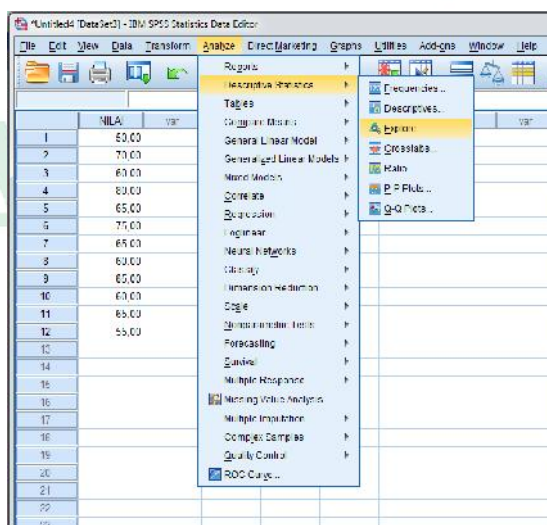 *Untitled4 [DataSet3] - IBM SPSS Statistics Data Editor
File Edit View Data Transform Analyze Direct Marketing Graphs Utilities Add-ons Window Help
Reports
Descriptive Statistics
Tables
Compare Means
General Linear Model
Generalized Linear Models
Mixed Models
Correlate
Regression
Loglinear
Neural Networks
Classify
Dimension Reduction
Scale
Nonparametric Tests
Forecasting
Survival
Multiple Response
Missing Value Analysis
Multiple Imputation
Complex Samples
Quality Control
ROC Curve...
Frequencies...
Descriptives...
Explore
Crosstabs...
Ratio
P-P Plots...
Q-Q Plots...
NILAI var var
1 50,00
2 70,00
3 60,00
4 80,00
5 65,00
6 75,00
7 65,00
8 60,00
9
10 60,00
11 65,00
12 55,00
13
14
15
16
17
18
19
20
21
22